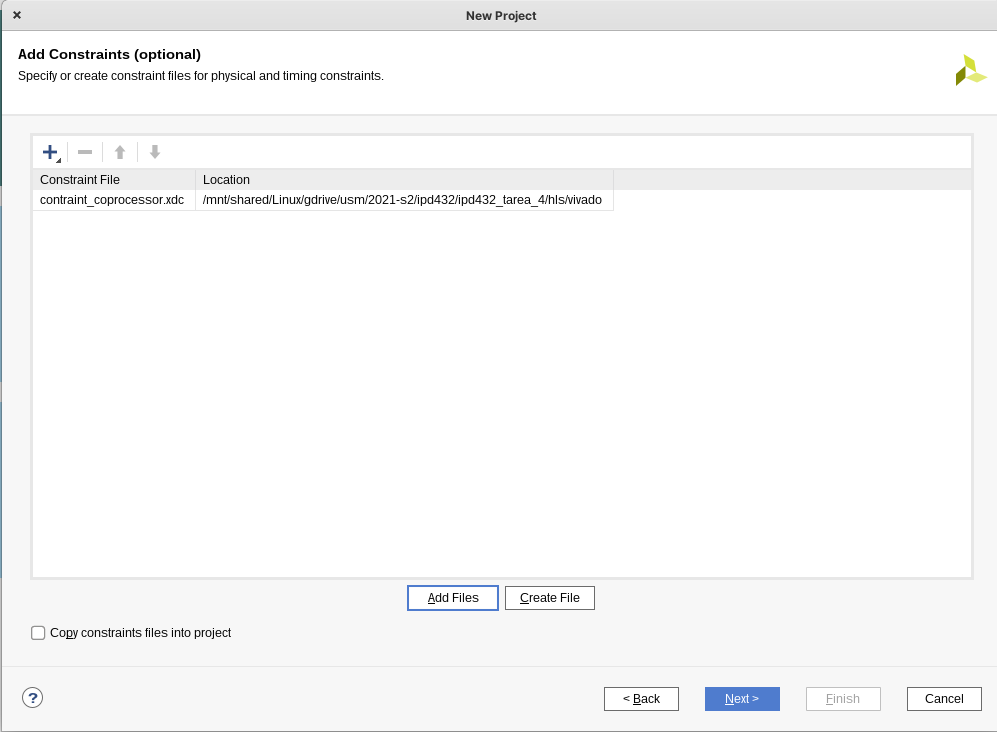 New Project
Add Constraints (optional)
Specify or create constraint files for physical and timing constraints.
Constraint File Location
contraint_coprocessor.xdc /mnt/shared/Linux/gdrive/usm/2021-s2/ipd432/ipd432_tarea_4/hls/vivado
Add Files Create File
Copy constraints files into project
? < Back Next > Finish Cancel